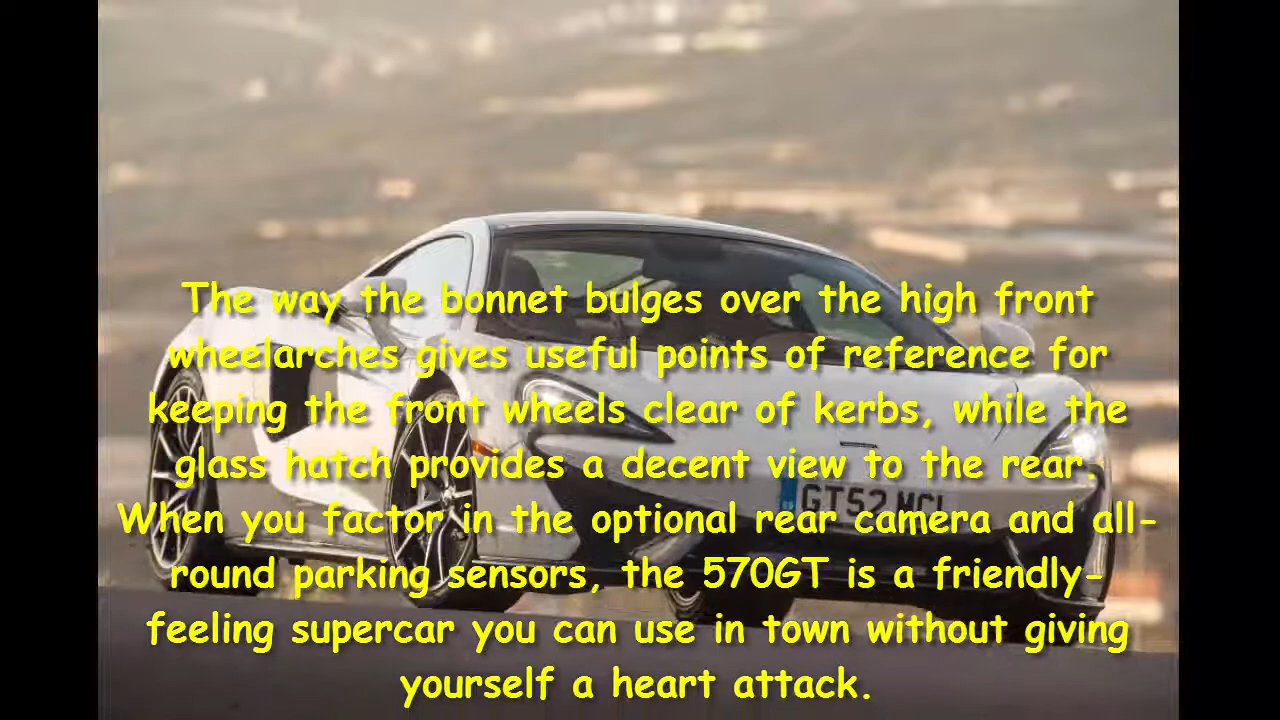 The way the bonnet bulges over the high front
wheelarches gives useful points of reference for
keeping the front wheels clear of kerbs, while the
glass hatch provides a decent view to the rear.
When you factor in the optional rear camera and all-
round parking sensors, the 570GT is a friendly-
feeling supercar you can use in town without giving
yourself a heart attack.
GT52 MCL